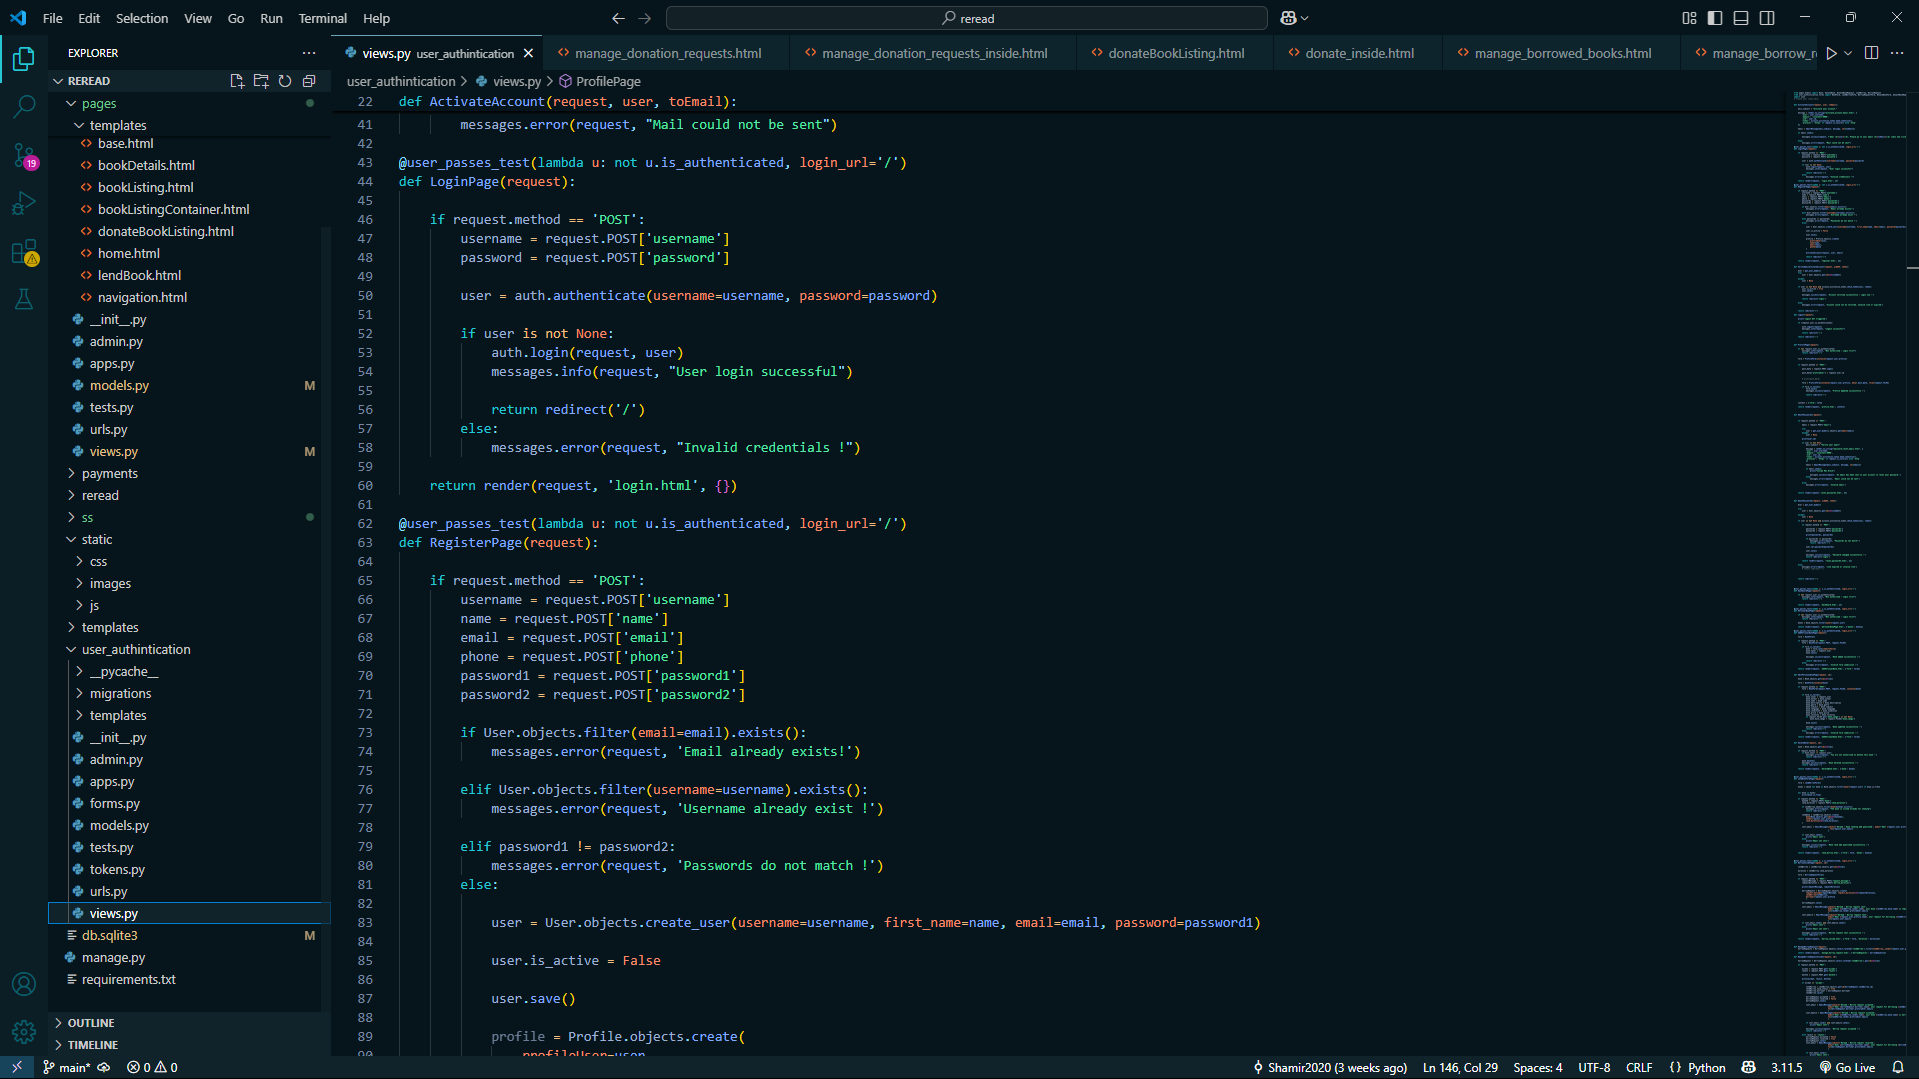 File Edit Selection View Go Run Terminal Help
reread
EXPLORER
REREAD
pages
templates
base.html
bookDetails.html
bookListing.html
bookListingContainer.html
donateBookListing.html
home.html
lendBook.html
navigation.html
__init__.py
admin.py
apps.py
models.py M
tests.py
urls.py
views.py M
payments
reread
ss
static
css
images
js
templates
user_authintication
__pycache__
migrations
templates
__init__.py
admin.py
apps.py
forms.py
models.py
tests.py
tokens.py
urls.py
views.py
db.sqlite3 M
manage.py
requirements.txt
OUTLINE
TIMELINE
19
views.py user_authintication manage_donation_requests.html manage_donation_requests_inside.html donateBookListing.html donate_inside.html manage_borrowed_books.html manage_borrow_r
user_authintication > views.py > ProfilePage
22 def ActivateAccount(request, user, toEmail):
41 messages.error(request, "Mail could not be sent")
42
43 @user_passes_test(lambda u: not u.is_authenticated, login_url='/')
44 def LoginPage(request):
45
46 if request.method == 'POST':
47 username = request.POST['username']
48 password = request.POST['password']
49
50 user = auth.authenticate(username=username, password=password)
51
52 if user is not None:
53 auth.login(request, user)
54 messages.info(request, "User login successful")
55
56 return redirect('/')
57 else:
58 messages.error(request, "Invalid credentials !")
59
60 return render(request, 'login.html', {})
61
62 @user_passes_test(lambda u: not u.is_authenticated, login_url='/')
63 def RegisterPage(request):
64
65 if request.method == 'POST':
66 username = request.POST['username']
67 name = request.POST['name']
68 email = request.POST['email']
69 phone = request.POST['phone']
70 password1 = request.POST['password1']
71 password2 = request.POST['password2']
72
73 if User.objects.filter(email=email).exists():
74 messages.error(request, 'Email already exists!')
75
76 elif User.objects.filter(username=username).exists():
77 messages.error(request, 'Username already exist !')
78
79 elif password1 != password2:
80 messages.error(request, 'Passwords do not match !')
81 else:
82
83 user = User.objects.create_user(username=username, first_name=name, email=email, password=password1)
84
85 user.is_active = False
86
87 user.save()
88
89 profile = Profile.objects.create(
90 profileUser=user
main* 0 0 Shamir2020 (3 weeks ago) Ln 146, Col 29 Spaces: 4 UTF-8 CRLF { } Python 3.11.5 Go Live